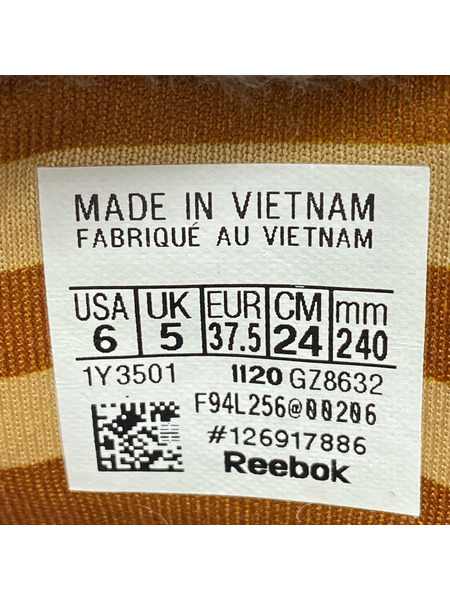 MADE IN VIETNAM
FABRIQUÉ AU VIETNAM
USA UK EUR CM mm
6 5 37.5 24 240
1Y3501 1120 GZ8632
F94L256@00206
#126917886
Reebok